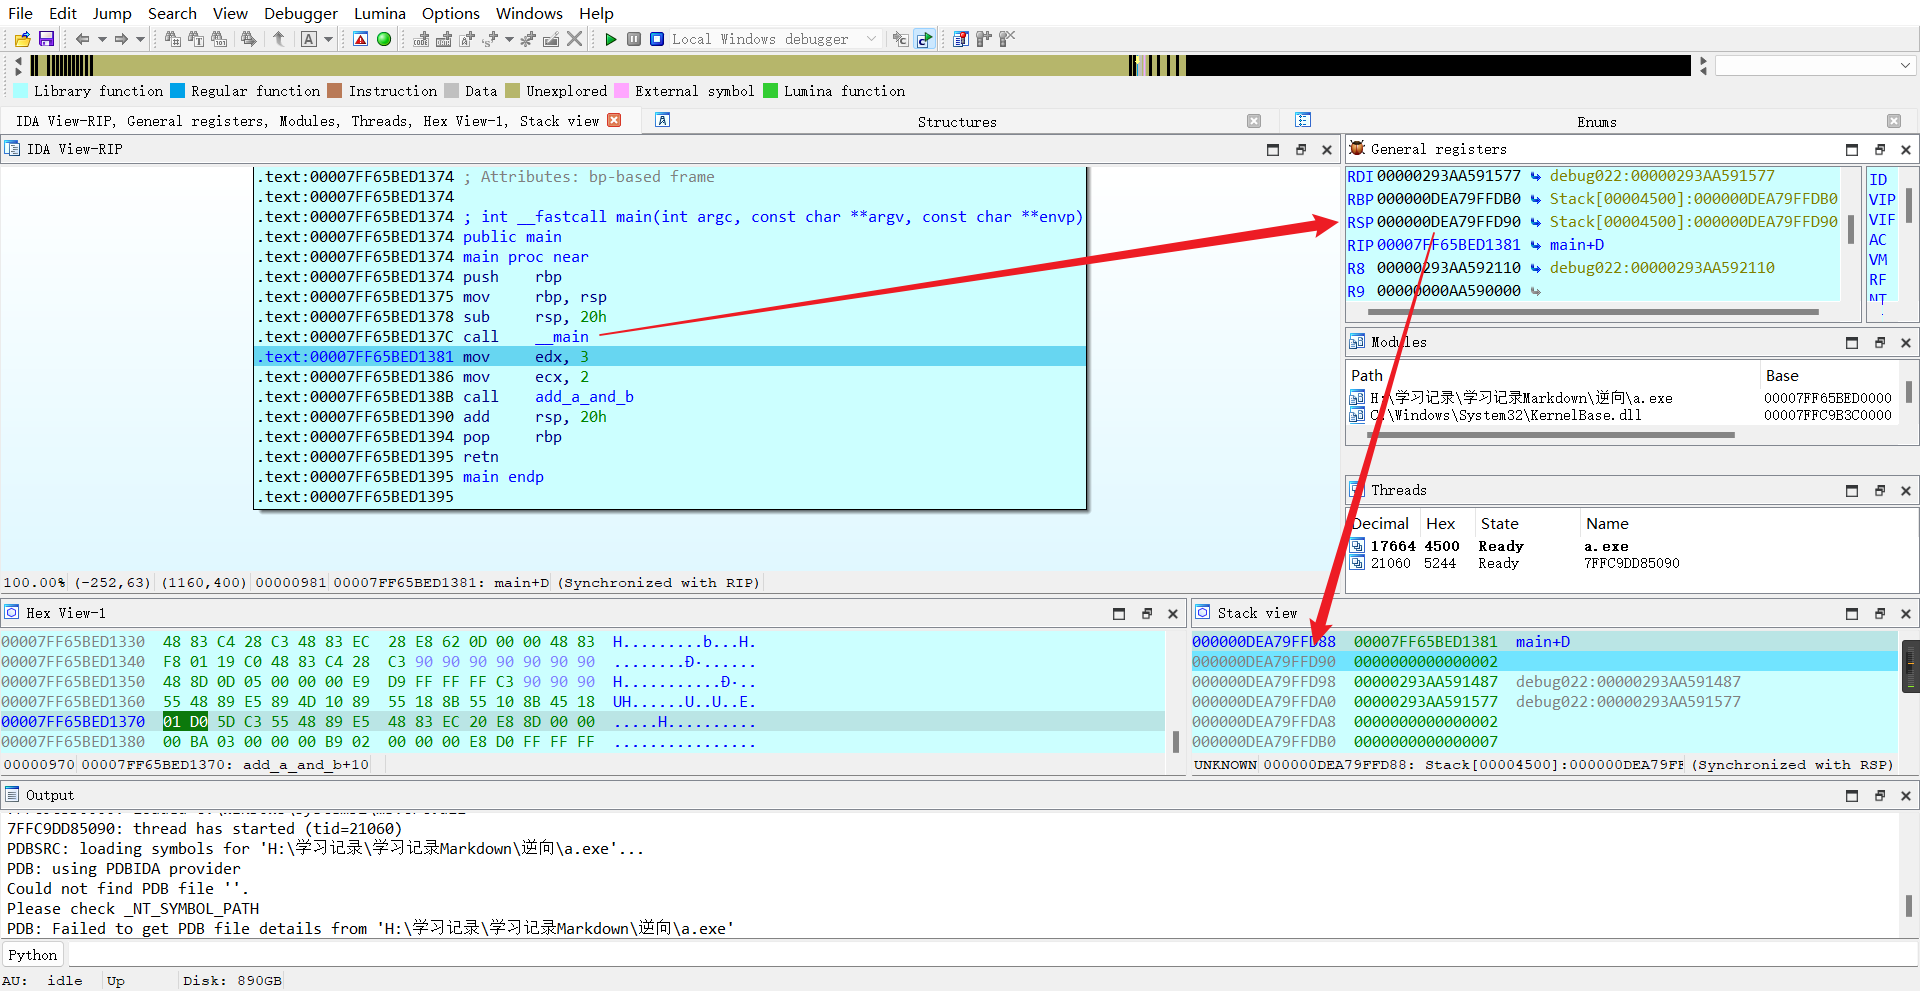 File Edit Jump Search View Debugger Lumina Options Windows Help
Local Windows debugger
Library function Regular function Instruction Data Unexplored External symbol Lumina function
IDA View-RIP, General registers, Modules, Threads, Hex View-1, Stack view
Structures
Enums
IDA View-RIP
.text:00007FF65BED1374 ; Attributes: bp-based frame
.text:00007FF65BED1374
.text:00007FF65BED1374 ; int __fastcall main(int argc, const char **argv, const char **envp)
.text:00007FF65BED1374 public main
.text:00007FF65BED1374 main proc near
.text:00007FF65BED1374 push rbp
.text:00007FF65BED1375 mov rbp, rsp
.text:00007FF65BED1378 sub rsp, 20h
.text:00007FF65BED137C call __main
.text:00007FF65BED1381 mov edx, 3
.text:00007FF65BED1386 mov ecx, 2
.text:00007FF65BED138B call add_a_and_b
.text:00007FF65BED1390 add rsp, 20h
.text:00007FF65BED1394 pop rbp
.text:00007FF65BED1395 retn
.text:00007FF65BED1395 main endp
.text:00007FF65BED1395
100.00% (-252,63) (1160,400) 00000981 00007FF65BED1381: main+D (Synchronized with RIP)
General registers
RDI 00000293AA591577 debug022:00000293AA591577
RBP 000000DEA79FFDB0 Stack[00004500]:000000DEA79FFDB0
RSP 000000DEA79FFD90 Stack[00004500]:000000DEA79FFD90
RIP 00007FF65BED1381 main+D
R8 00000293AA592110 debug022:00000293AA592110
R9 00000000AA590000
ID
VIP
VIF
AC
VM
RF
NT
Modules
Path Base
H:\学习记录\学习记录Markdown\逆向\a.exe 00007FF65BED0000
C:\Windows\System32\KernelBase.dll 00007FFC9B3C0000
Threads
Decimal Hex State Name
17664 4500 Ready a.exe
21060 5244 Ready 7FFC9DD85090
Hex View-1
00007FF65BED1330 48 83 C4 28 C3 48 83 EC 28 E8 62 0D 00 00 48 83 H.........b...H.
00007FF65BED1340 F8 01 19 C0 48 83 C4 28 C3 90 90 90 90 90 90 90 ........Ð·......
00007FF65BED1350 48 8D 0D 05 00 00 00 E9 D9 FF FF FF C3 90 90 90 H...........Ð·..
00007FF65BED1360 55 48 89 E5 89 4D 10 89 55 18 8B 55 10 8B 45 18 UH......U..U..E.
00007FF65BED1370 01 D0 5D C3 55 48 89 E5 48 83 EC 20 E8 8D 00 00 .....H..........
00007FF65BED1380 00 BA 03 00 00 00 B9 02 00 00 00 E8 D0 FF FF FF ................
00000970 00007FF65BED1370: add_a_and_b+10
Stack view
000000DEA79FFD88 00007FF65BED1381 main+D
000000DEA79FFD90 0000000000000002
000000DEA79FFD98 00000293AA591487 debug022:00000293AA591487
000000DEA79FFDA0 00000293AA591577 debug022:00000293AA591577
000000DEA79FFDA8 0000000000000002
000000DEA79FFDB0 0000000000000007
UNKNOWN 000000DEA79FFD88: Stack[00004500]:000000DEA79FF (Synchronized with RSP)
Output
7FFC9DD85090: thread has started (tid=21060)
PDBSRC: loading symbols for 'H:\学习记录\学习记录Markdown\逆向\a.exe'...
PDB: using PDBIDA provider
Could not find PDB file ''.
Please check _NT_SYMBOL_PATH
PDB: Failed to get PDB file details from 'H:\学习记录\学习记录Markdown\逆向\a.exe'
Python
AU: idle Up Disk: 890GB